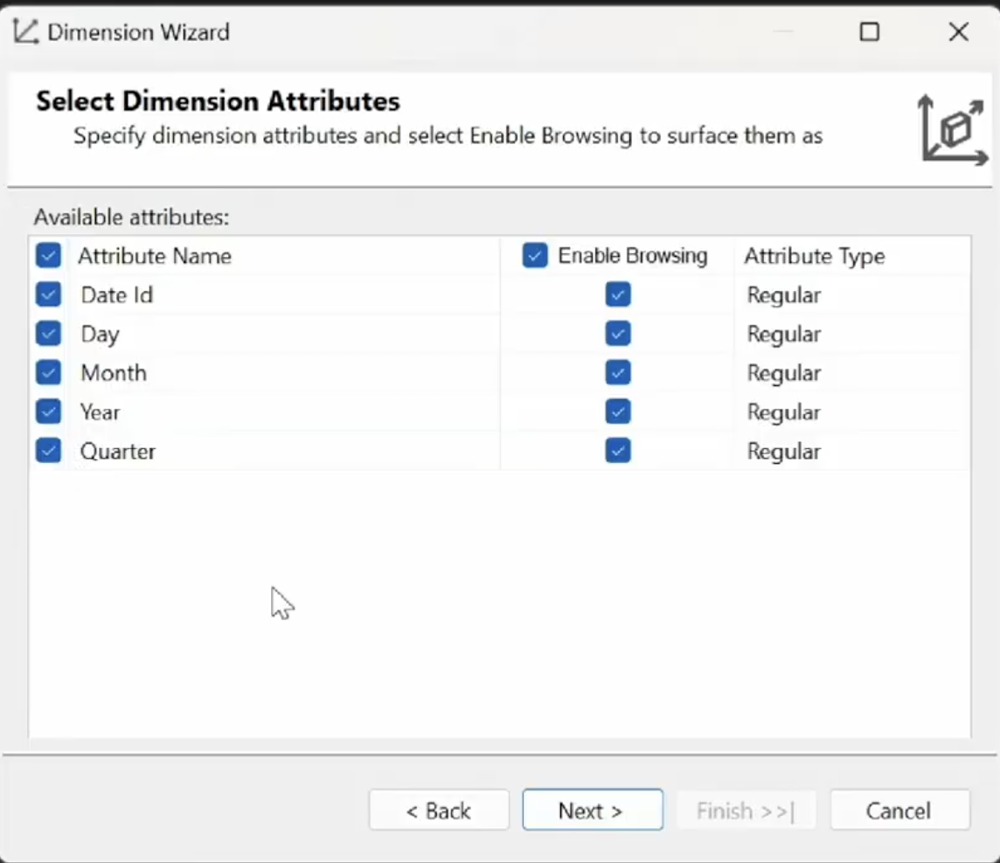 Dimension Wizard
Select Dimension Attributes
Specify dimension attributes and select Enable Browsing to surface them as
Available attributes:
Attribute Name Enable Browsing Attribute Type
Date Id Regular
Day Regular
Month Regular
Year Regular
Quarter Regular
< Back Next > Finish >>| Cancel